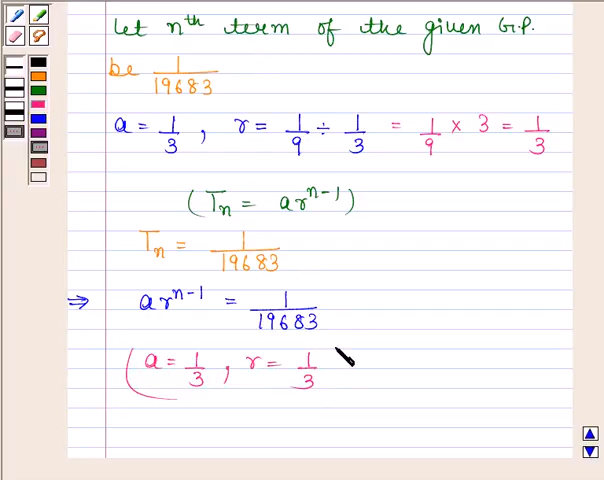 Let nth term of the given G.P.
be 1/19683
a = 1/3 , r = 1/9 ÷ 1/3 = 1/9 × 3 = 1/3
(Tn = ar^n-1)
Tn = 1/19683
⇒ ar^n-1 = 1/19683
(a = 1/3 , r = 1/3